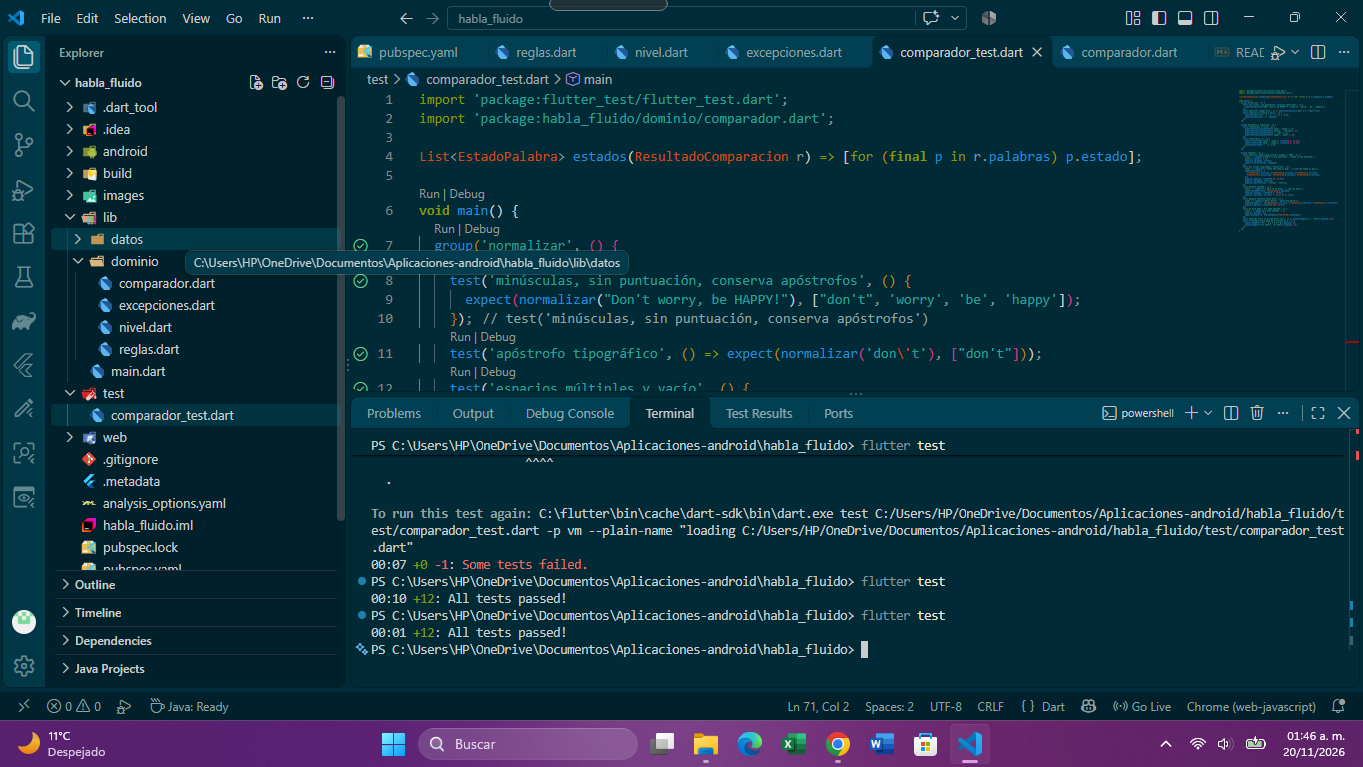 File Edit Selection View Go Run ···
habla_fluido
Explorer
habla_fluido
.dart_tool
.idea
android
build
images
lib
datos
dominio
C:\Users\HP\OneDrive\Documentos\Aplicaciones-android\habla_fluido\lib\datos
comparador.dart
excepciones.dart
nivel.dart
reglas.dart
main.dart
test
comparador_test.dart
web
.gitignore
.metadata
analysis_options.yaml
habla_fluido.iml
pubspec.lock
pubspec.yaml
Outline
Timeline
Dependencies
Java Projects
pubspec.yaml reglas.dart nivel.dart excepciones.dart comparador_test.dart comparador.dart READ
test > comparador_test.dart > main
1 import 'package:flutter_test/flutter_test.dart';
2 import 'package:habla_fluido/dominio/comparador.dart';
3
4 List<EstadoPalabra> estados(ResultadoComparacion r) => [for (final p in r.palabras) p.estado];
5
Run | Debug
6 void main() {
Run | Debug
7 group('normalizar', () {
8 test('minúsculas, sin puntuación, conserva apóstrofos', () {
9 expect(normalizar("Don't worry, be HAPPY!"), ["don't", 'worry', 'be', 'happy']);
10 }); // test('minúsculas, sin puntuación, conserva apóstrofos')
Run | Debug
11 test('apóstrofo tipográfico', () => expect(normalizar('don\'t'), ["don't"]));
Run | Debug
12 test('espacios múltiples y vacío', () {
Problems Output Debug Console Terminal Test Results Ports
powershell
PS C:\Users\HP\OneDrive\Documentos\Aplicaciones-android\habla_fluido> flutter test
^^^^
.
To run this test again: C:\flutter\bin\cache\dart-sdk\bin\dart.exe test C:/Users/HP/OneDrive/Documentos/Aplicaciones-android/habla_fluido/t
est/comparador_test.dart -p vm --plain-name "loading C:/Users/HP/OneDrive/Documentos/Aplicaciones-android/habla_fluido/test/comparador_test
.dart"
00:07 +0 -1: Some tests failed.
PS C:\Users\HP\OneDrive\Documentos\Aplicaciones-android\habla_fluido> flutter test
00:10 +12: All tests passed!
PS C:\Users\HP\OneDrive\Documentos\Aplicaciones-android\habla_fluido> flutter test
00:01 +12: All tests passed!
PS C:\Users\HP\OneDrive\Documentos\Aplicaciones-android\habla_fluido>
0 0 Java: Ready
Ln 71, Col 2 Spaces: 2 UTF-8 CRLF { } Dart Go Live Chrome (web-javascript)
11°C
Despejado
Buscar
01:46 a. m.
20/11/2026